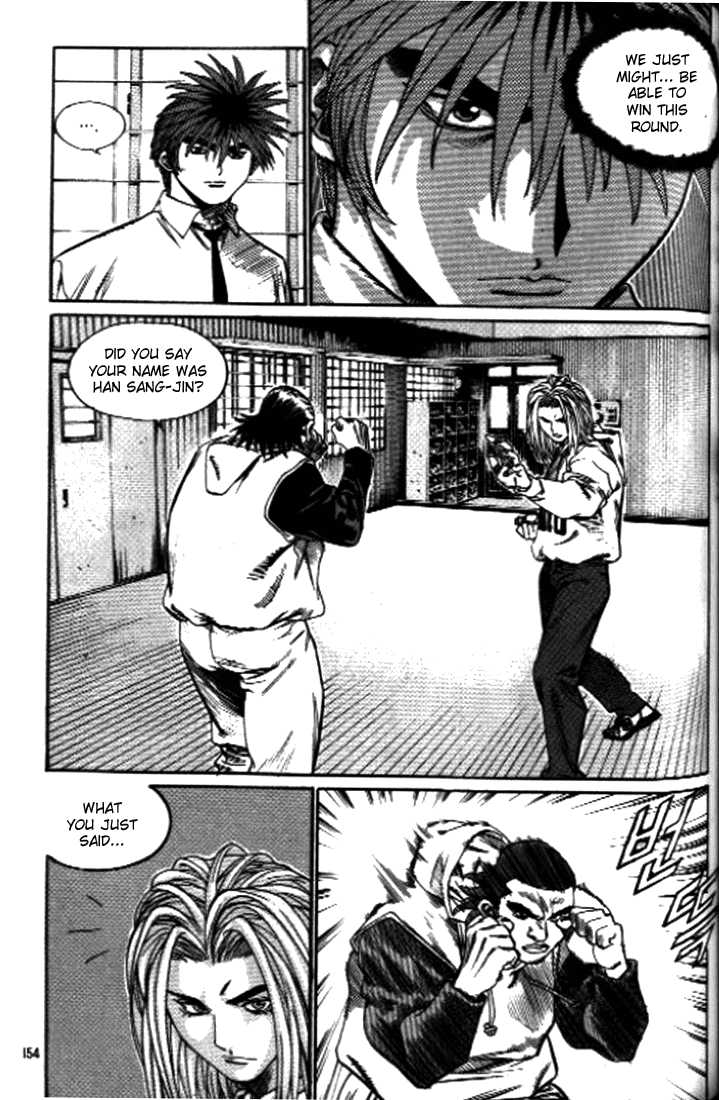 ...
WE JUST
MIGHT... BE
ABLE TO
WIN THIS
ROUND.
DID YOU SAY
YOUR NAME WAS
HAN SANG-JIN?
WHAT
YOU JUST
SAID...
번
154